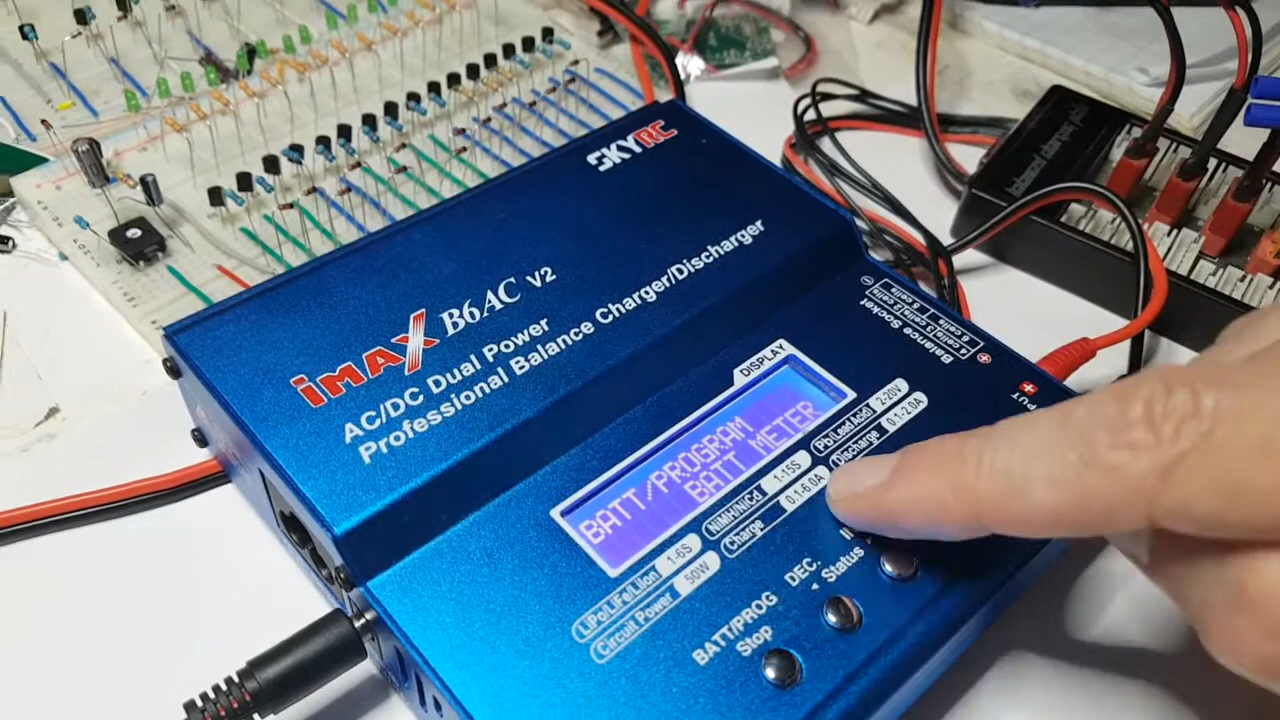 SKYRC
iMAX B6AC V2
AC/DC Dual Power
Professional Balance Charger/Discharger
DISPLAY
BATT/PROGRAM
BATT METER
LiPo/LiFe/LiIon 1-6S
NiMH/NiCd 1-15S
Pb(Lead Acid) 2-20V
Circuit Power 50W
Charge 0.1-6.0A
Discharge 0.1-2.0A
BATT/PROG
Stop
DEC.
Status
Balance Socket
2 cells
3 cells
4 cells
5 cells
6 cells